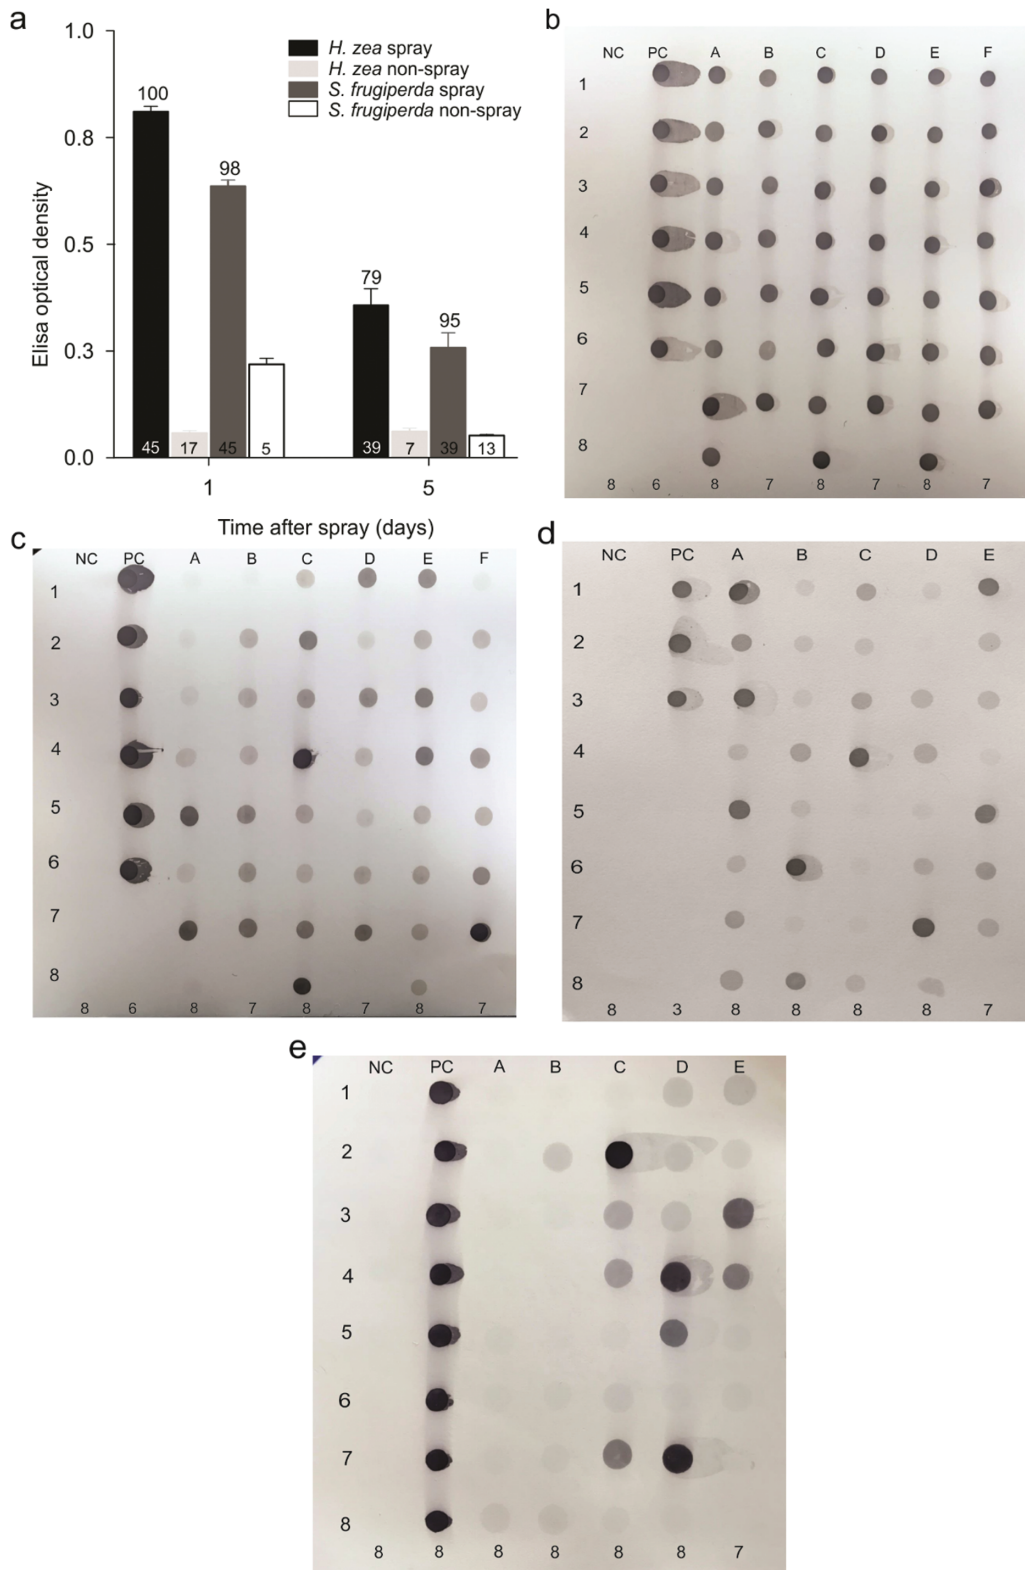 a
1.0
0.8
0.5
0.3
0.0
Elisa optical density
H. zea spray
H. zea non-spray
S. frugiperda spray
S. frugiperda non-spray
100
98
79
95
45 17 45 5 39 7 39 13
1 5
Time after spray (days)
b
NC PC A B C D E F
1
2
3
4
5
6
7
8
8 6 8 7 8 7 8 7
c
NC PC A B C D E F
1
2
3
4
5
6
7
8
8 6 8 7 8 7 8 7
d
NC PC A B C D E
1
2
3
4
5
6
7
8
8 3 8 8 8 8 7
e
NC PC A B C D E
1
2
3
4
5
6
7
8
8 8 8 8 8 8 7